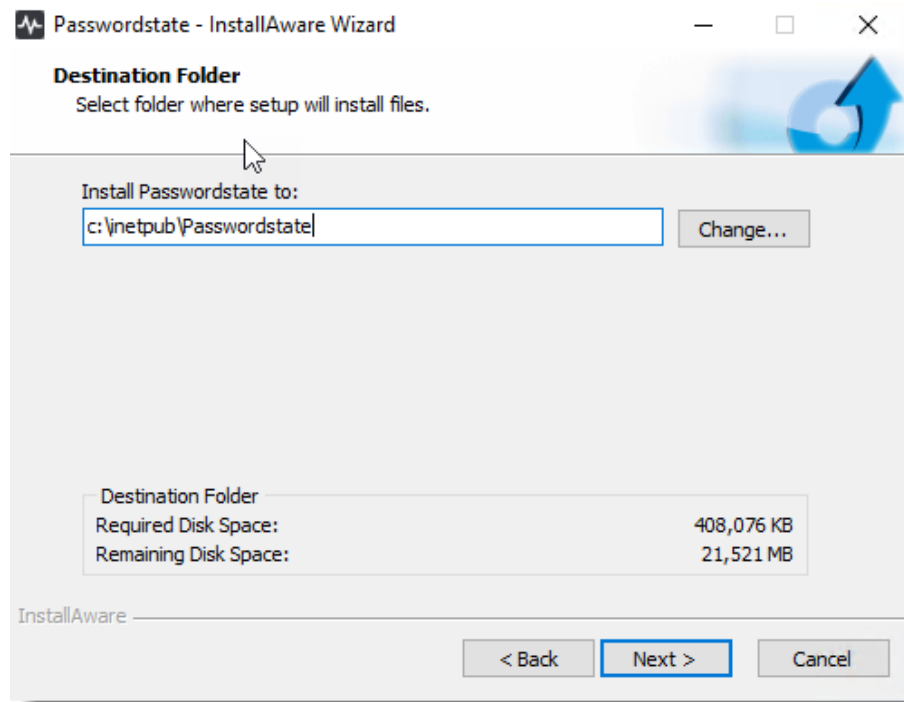 Passwordstate - InstallAware Wizard
Destination Folder
Select folder where setup will install files.
Install Passwordstate to:
c:\inetpub\Passwordstate
Change...
Destination Folder
Required Disk Space: 408,076 KB
Remaining Disk Space: 21,521 MB
InstallAware
< Back Next > Cancel